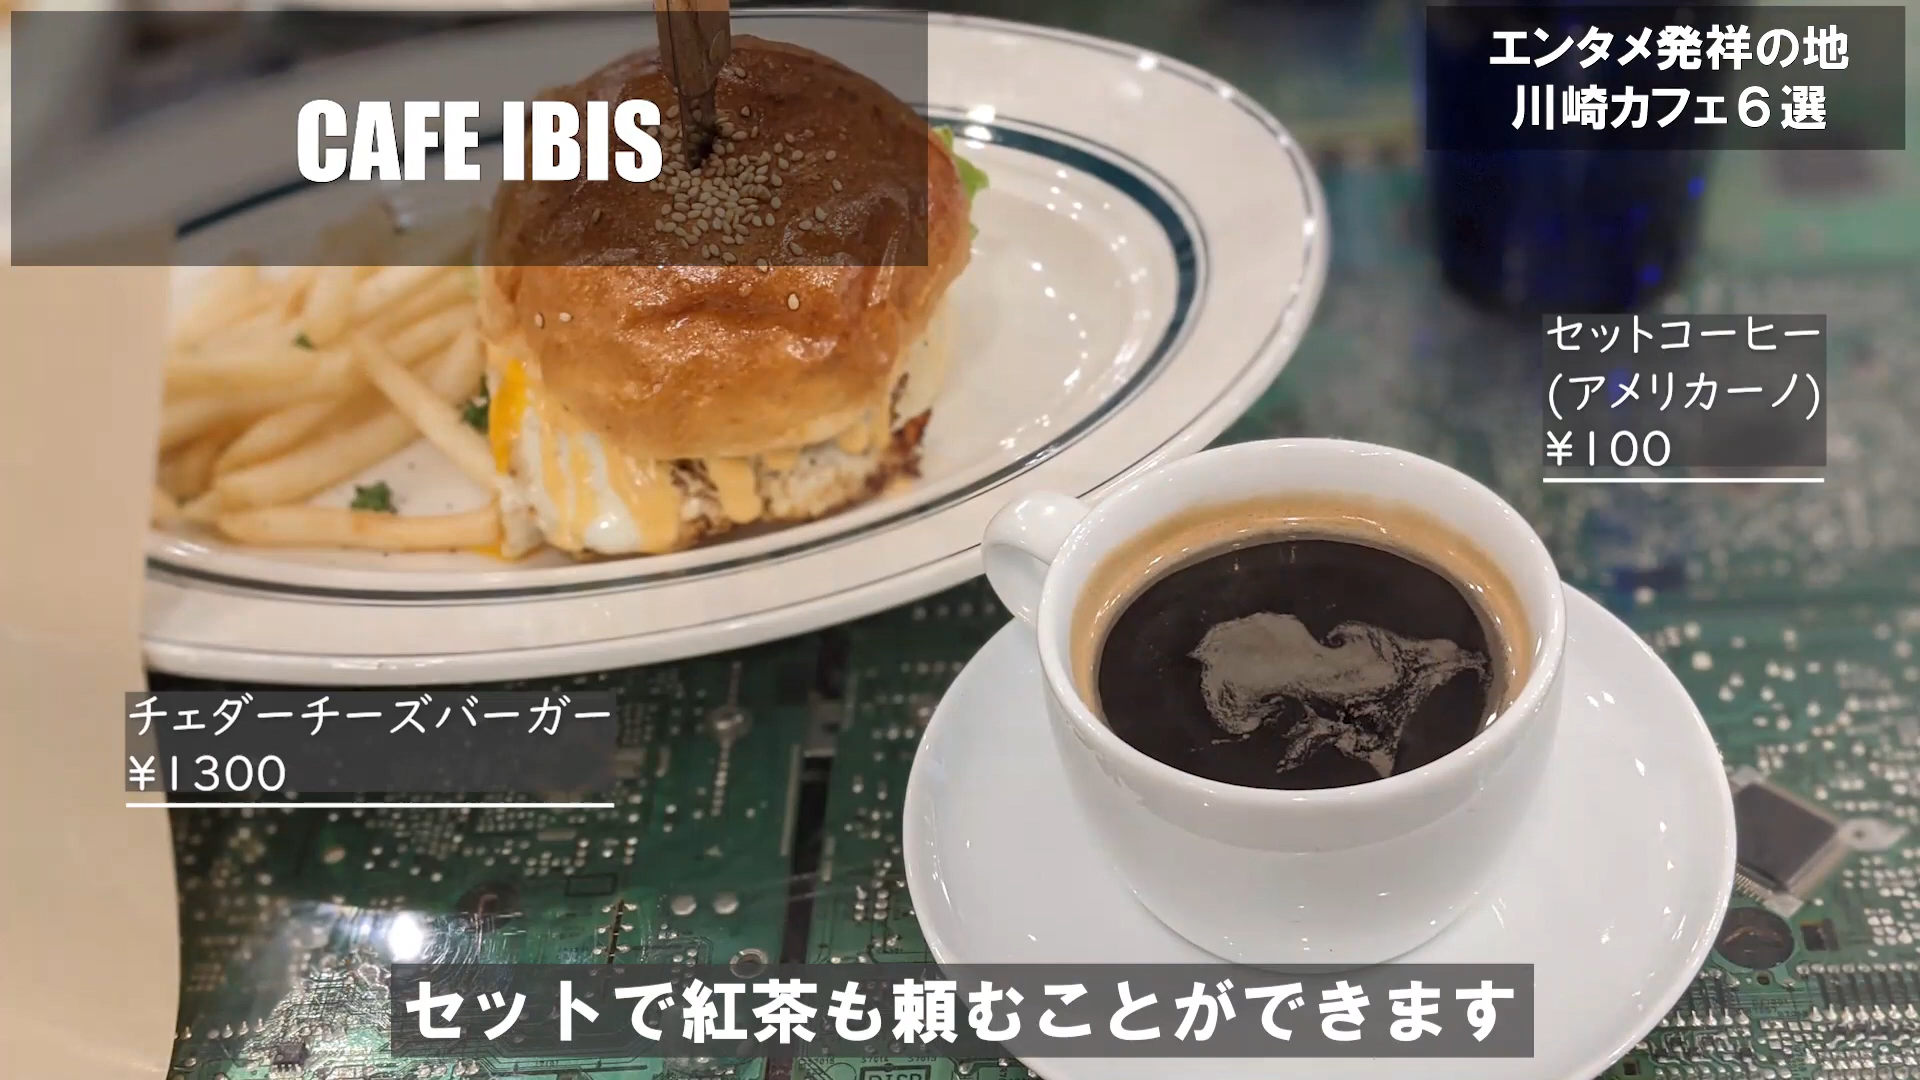 CAFE IBIS
エンタメ発祥の地
川崎カフェ6選
セットコーヒー
(アメリカーノ)
¥100
チェダーチーズバーガー
¥1300
セットで紅茶も頼むことができます